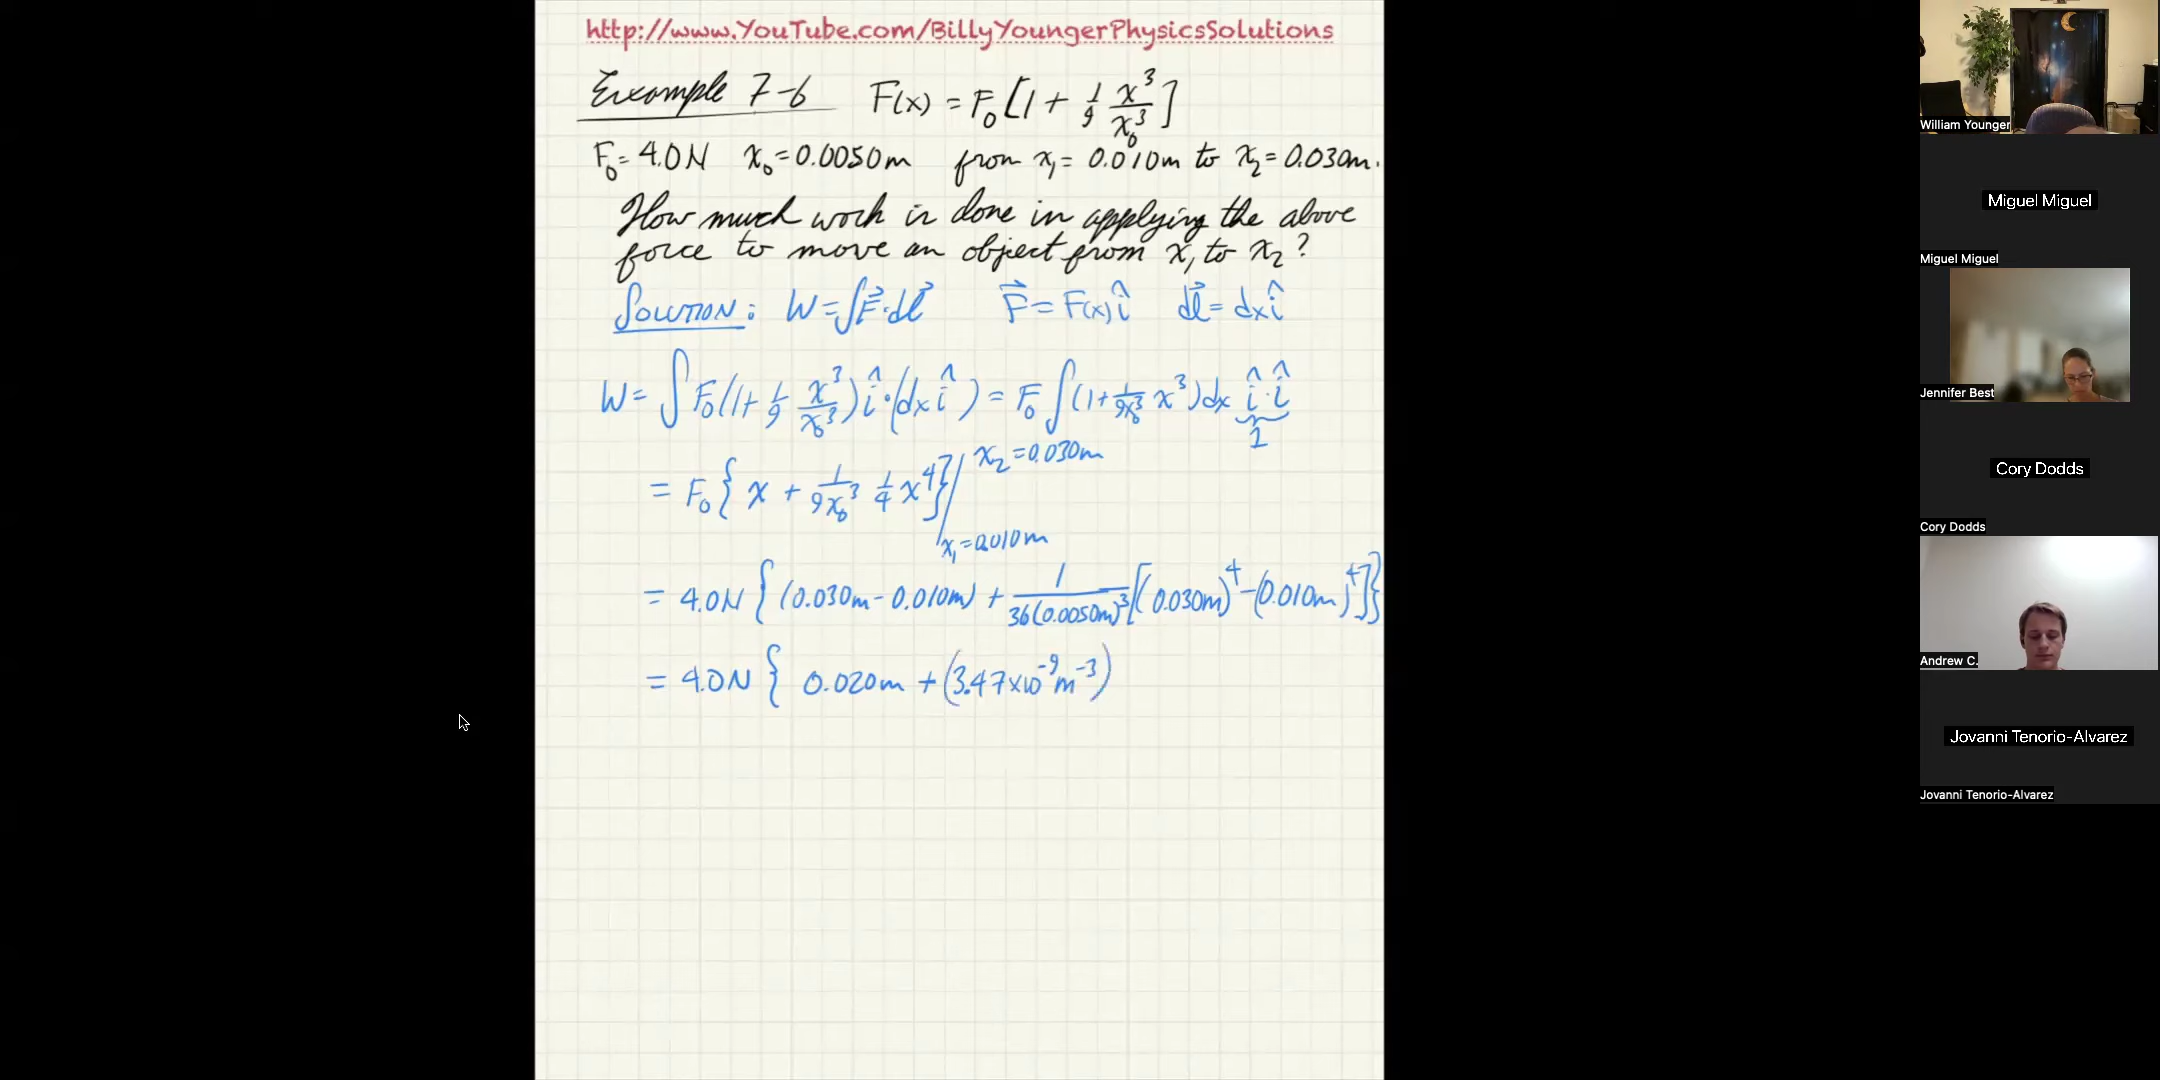 http://www.YouTube.com/BillyYoungerPhysicsSolutions
Example 7-6 F(x) = F₀[1 + 1/9 x³/x₀³]
F₀ = 4.0N x₀ = 0.0050m from x₁ = 0.010m to x₂ = 0.030m.
How much work is done in applying the above
force to move an object from x₁ to x₂?
SOLUTION: W = ∫F⃗·dl⃗ F⃗ = F(x)î dl⃗ = dxî
W = ∫F₀(1 + 1/9 x³/x₀³)î·(dxî) = F₀∫(1 + 1/(9x₀³) x³)dx î·î
1
= F₀{x + 1/(9x₀³) 1/4 x⁴}| x₂ = 0.030m
x₁ = 0.010m
= 4.0N{(0.030m - 0.010m) + 1/(36(0.0050m)³)[(0.030m)⁴ - (0.010m)⁴]}
= 4.0N{ 0.020m + (3.47×10⁻⁹m⁻³)
William Younger
Miguel Miguel
Miguel Miguel
Jennifer Best
Cory Dodds
Cory Dodds
Andrew C.
Jovanni Tenorio-Alvarez
Jovanni Tenorio-Alvarez